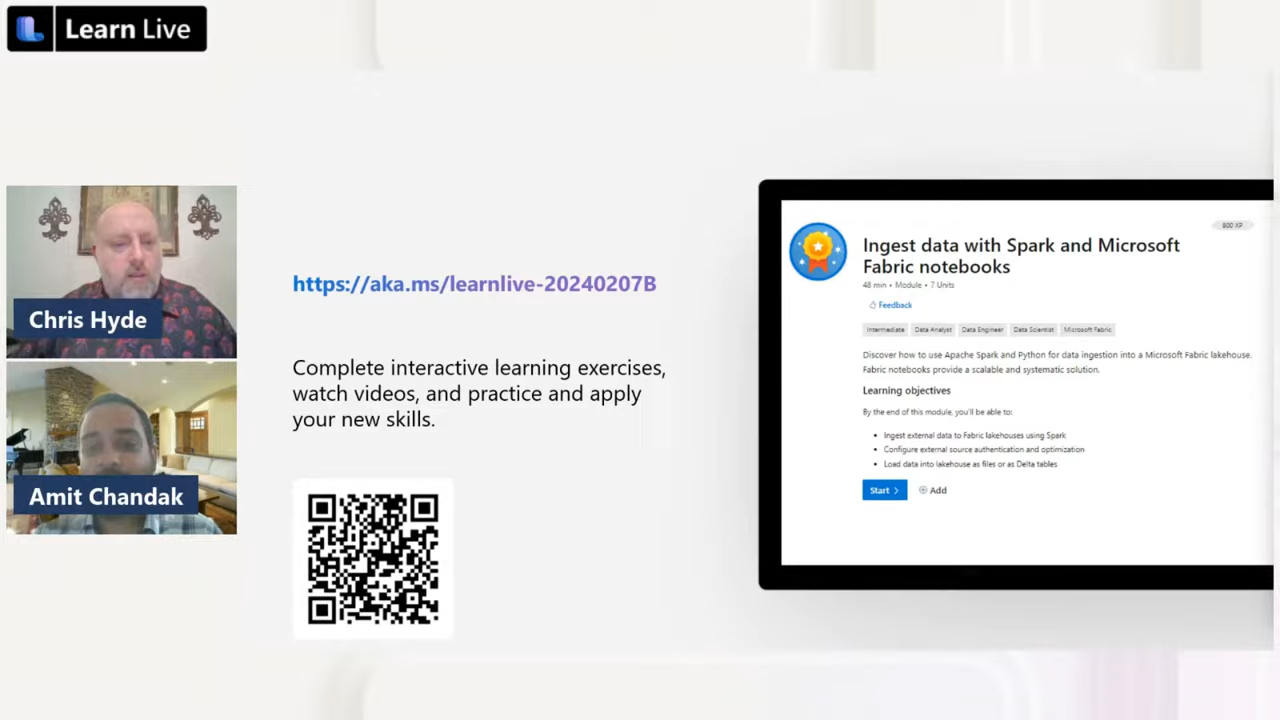 Learn Live
Chris Hyde
Amit Chandak
https://aka.ms/learnlive-20240207B
Complete interactive learning exercises,
watch videos, and practice and apply
your new skills.
800 XP
Ingest data with Spark and Microsoft
Fabric notebooks
48 min • Module • 7 Units
Feedback
Intermediate Data Analyst Data Engineer Data Scientist Microsoft Fabric
Discover how to use Apache Spark and Python for data ingestion into a Microsoft Fabric lakehouse.
Fabric notebooks provide a scalable and systematic solution.
Learning objectives
By the end of this module, you'll be able to:
• Ingest external data to Fabric lakehouses using Spark
• Configure external source authentication and optimization
• Load data into lakehouse as files or as Delta tables
Start > Add